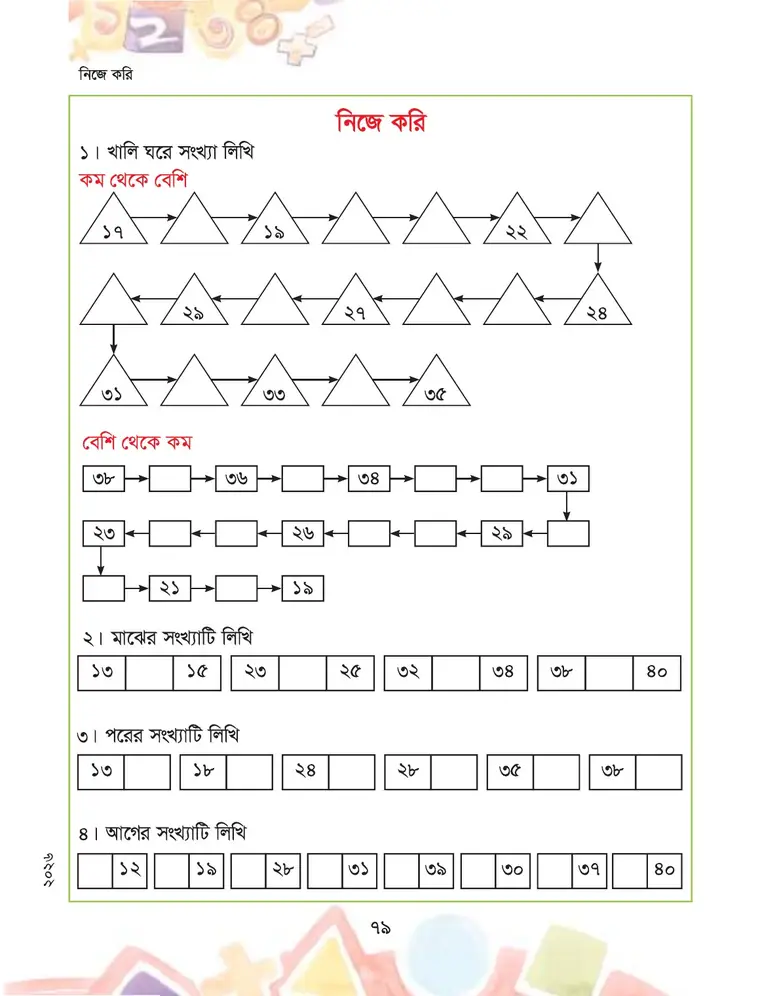 নিজে করি
নিজে করি
১। খালি ঘরে সংখ্যা লিখি
কম থেকে বেশি
১৭ ১৯ ২২
২৯ ২৭ ২৪
৩১ ৩৩ ৩৫
বেশি থেকে কম
৩৮ ৩৬ ৩৪ ৩১
২৩ ২৬ ২৯
২১ ১৯
২। মাঝের সংখ্যাটি লিখি
১৩ ১৫ ২৩ ২৫ ৩২ ৩৪ ৩৮ ৪০
৩। পরের সংখ্যাটি লিখি
১৩ ১৮ ২৪ ২৮ ৩৫ ৩৮
৪। আগের সংখ্যাটি লিখি
১২ ১৯ ২৮ ৩১ ৩৯ ৩০ ৩৭ ৪০
২০২৬
৭৯